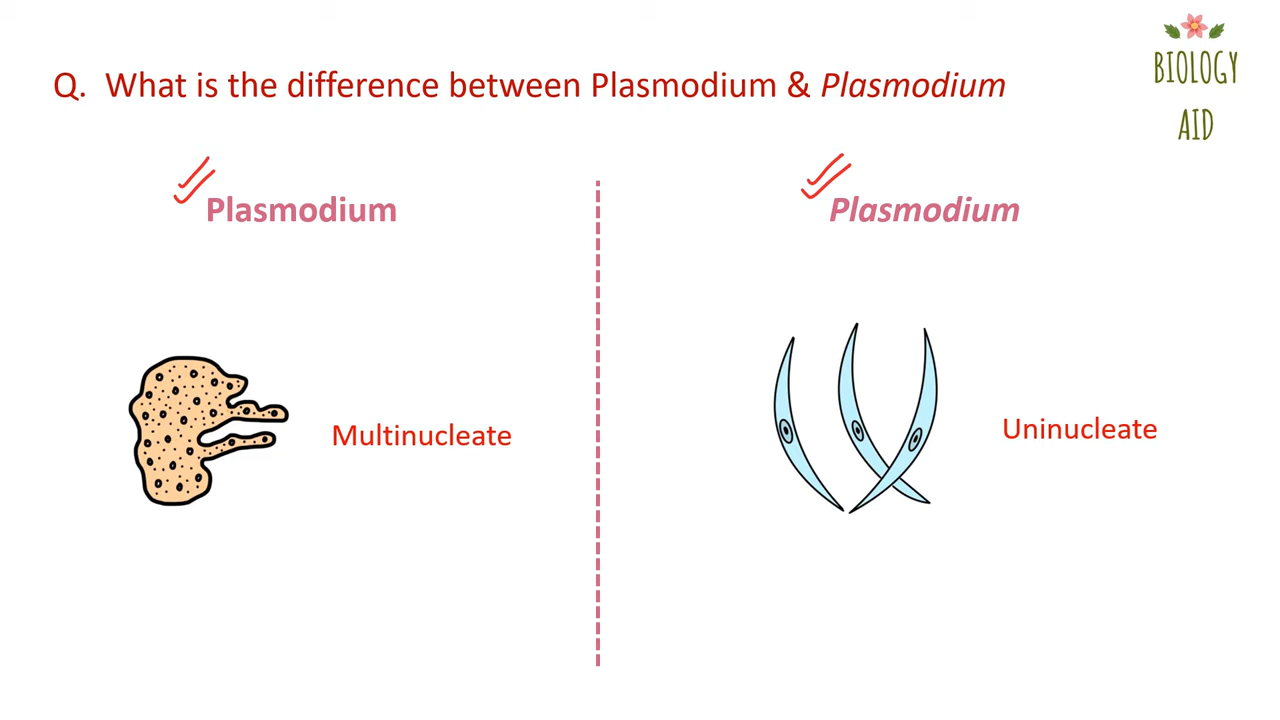 Q. What is the difference between Plasmodium & Plasmodium
BIOLOGY
AID
Plasmodium
Plasmodium
Multinucleate
Uninucleate